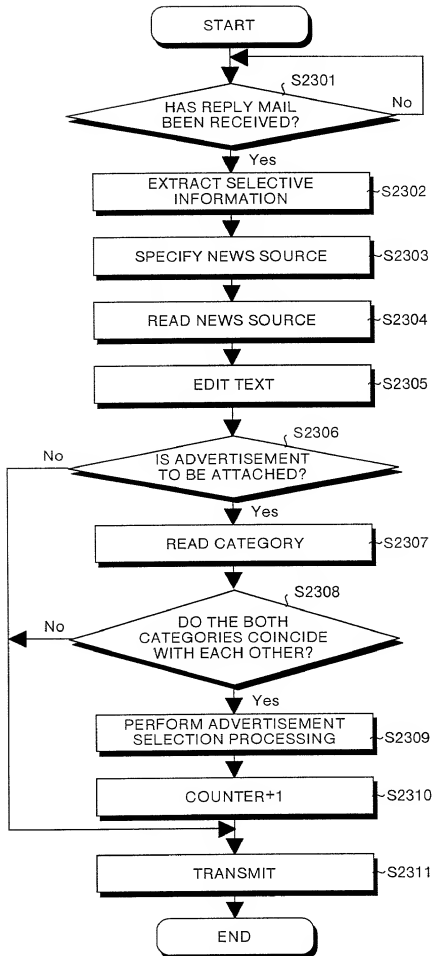 START
S2301
HAS REPLY MAIL
BEEN RECEIVED?
No
Yes
EXTRACT SELECTIVE
INFORMATION
S2302
SPECIFY NEWS SOURCE
S2303
READ NEWS SOURCE
S2304
EDIT TEXT
S2305
S2306
No
IS ADVERTISEMENT
TO BE ATTACHED?
Yes
READ CATEGORY
S2307
S2308
No
DO THE BOTH
CATEGORIES COINCIDE
WITH EACH OTHER?
Yes
PERFORM ADVERTISEMENT
SELECTION PROCESSING
S2309
COUNTER+1
S2310
TRANSMIT
S2311
END